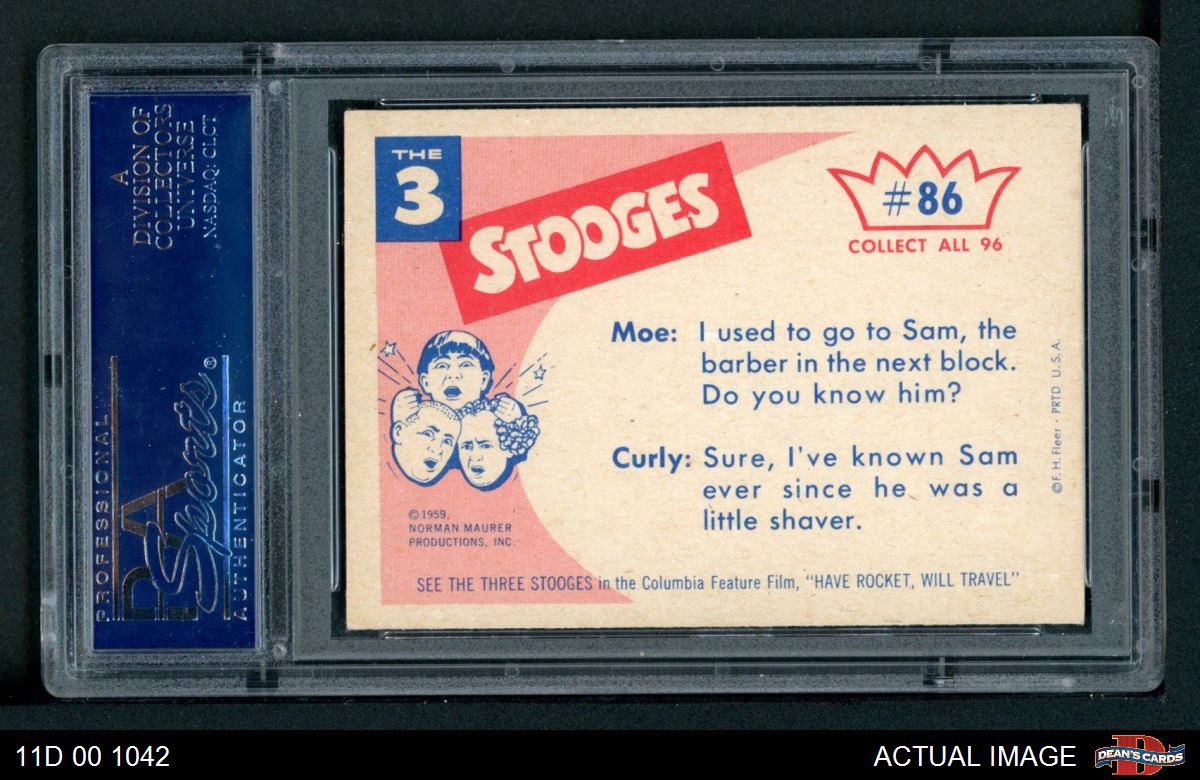 A
DIVISION OF
COLLECTORS
UNIVERSE
NASDAQ: CLCT
PROFESSIONAL
PSA
Sports®
AUTHENTICATOR
THE
3
STOOGES
#86
COLLECT ALL 96
Moe: I used to go to Sam, the
barber in the next block.
Do you know him?
Curly: Sure, I've known Sam
ever since he was a
little shaver.
©F. H. Fleer • PRTD U. S. A.
©1959,
NORMAN MAURER
PRODUCTIONS, INC.
SEE THE THREE STOOGES in the Columbia Feature Film, "HAVE ROCKET, WILL TRAVEL"
11D 00 1042
ACTUAL IMAGE
D
DEAN'S CARDS